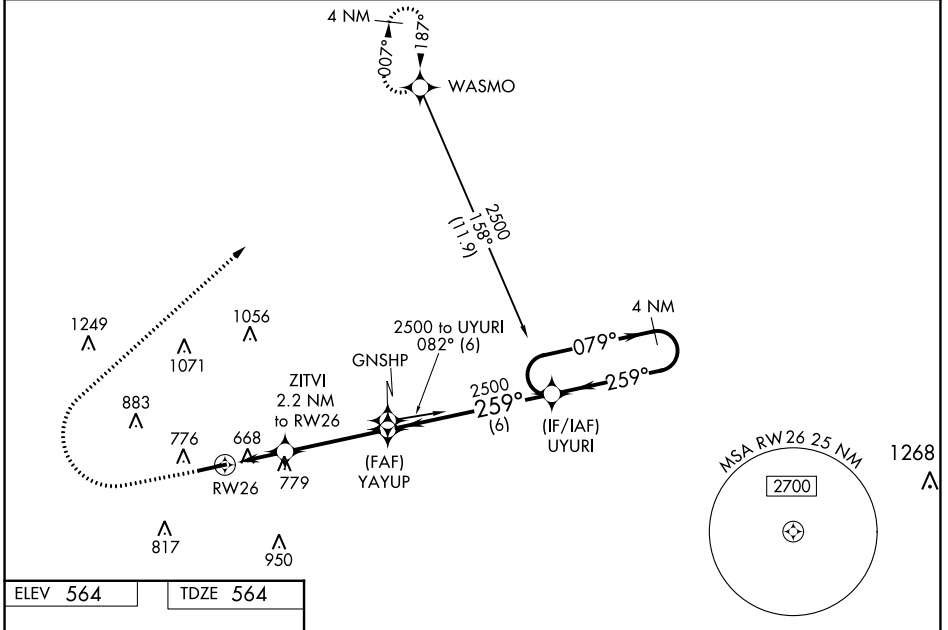 4 NM
007°
187°
WASMO
2500
158°
(11.9)
4 NM
079°
259°
1249
1071
1056
2500 to UYURI
082° (6)
GNSHP
ZITVI
2.2 NM
to RW26
883
776
668
779
RW26
2500
259°
(6)
(FAF)
YAYUP
(IF/IAF)
UYURI
817
950
MSA RW26 25 NM
2700
1268
ELEV 564
TDZE 564